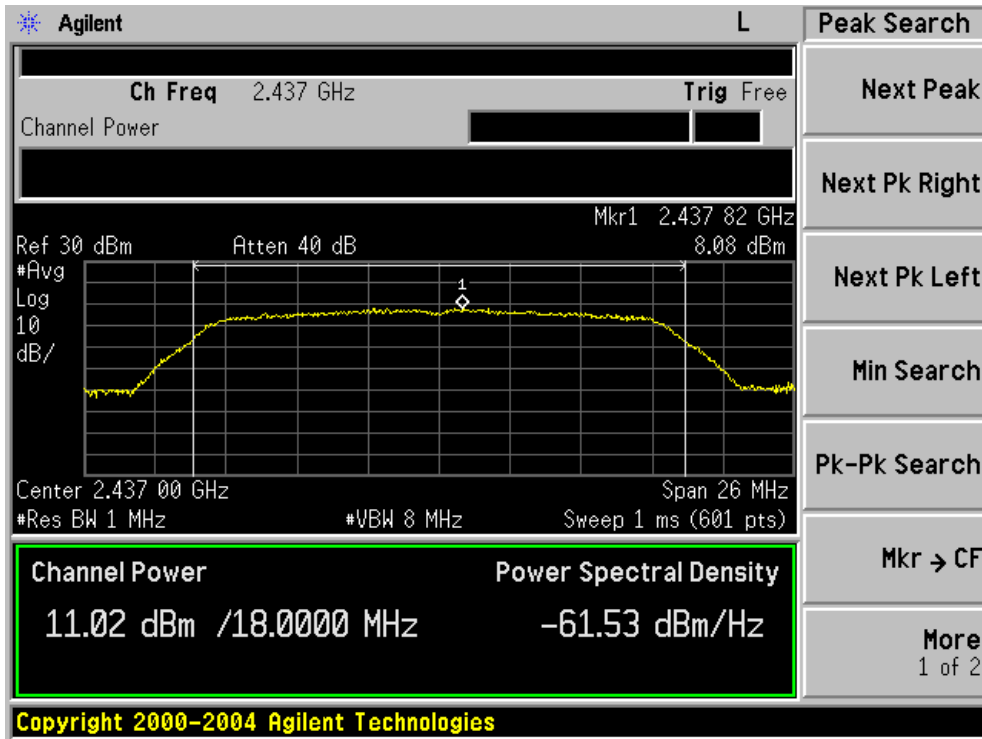 Agilent L Peak Search
Ch Freq 2.437 GHz Trig Free
Channel Power
Mkr1 2.437 82 GHz
Ref 30 dBm Atten 40 dB 8.08 dBm
#Avg
Log
10
dB/
1
Center 2.437 00 GHz Span 26 MHz
#Res BW 1 MHz #VBW 8 MHz Sweep 1 ms (601 pts)
Channel Power Power Spectral Density
11.02 dBm /18.0000 MHz -61.53 dBm/Hz
Copyright 2000-2004 Agilent Technologies
Next Peak
Next Pk Right
Next Pk Left
Min Search
Pk-Pk Search
Mkr → CF
More
1 of 2